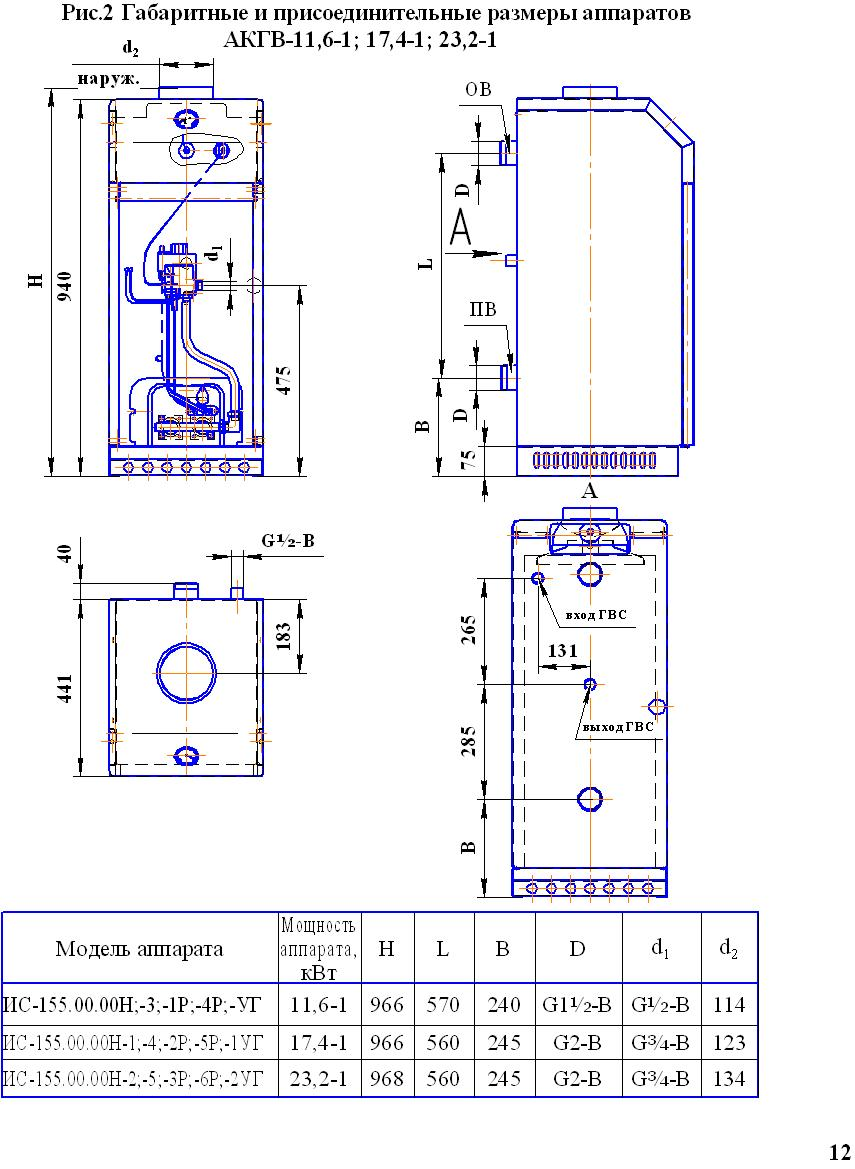 Рис.2 Габаритные и присоединительные размеры аппаратов
АКГВ-11,6-1; 17,4-1; 23,2-1
d2
наруж.
H
940
d1
475
ОВ
D
А
L
ПВ
D
B
75
40
G½-B
183
441
А
вход ГВС
265
131
выход ГВС
285
B
Модель аппарата
Мощность аппарата, кВт
H
L
B
D
d1
d2
ИС-155.00.00Н;-3;-1Р;-4Р;-УГ 11,6-1 966 570 240 G1½-B G½-B 114
ИС-155.00.00Н-1;-4;-2Р;-5Р;-1УГ 17,4-1 966 560 245 G2-B G¾-B 123
ИС-155.00.00Н-2;-5;-3Р;-6Р;-2УГ 23,2-1 968 560 245 G2-B G¾-B 134
12